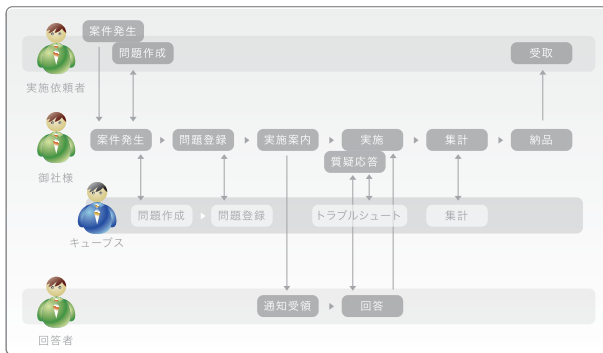 案件発生
問題作成
受取
実施依頼者
案件発生
問題登録
実施案内
実施
集計
納品
質疑応答
御社様
問題作成
問題登録
トラブルシュート
集計
キューブス
通知受領
回答
回答者